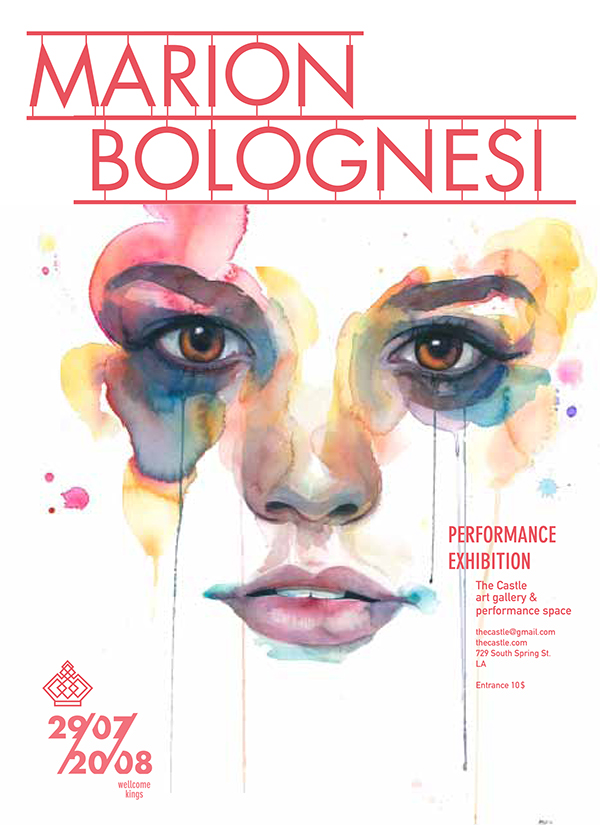 MARION
BOLOGNESI
PERFORMANCE
EXHIBITION
The Castle
art gallery &
performance space
thecastle@gmail.com
thecastle.com
729 South Spring St.
LA
Entrance 10$
29/07
/20/08
wellcome
kings